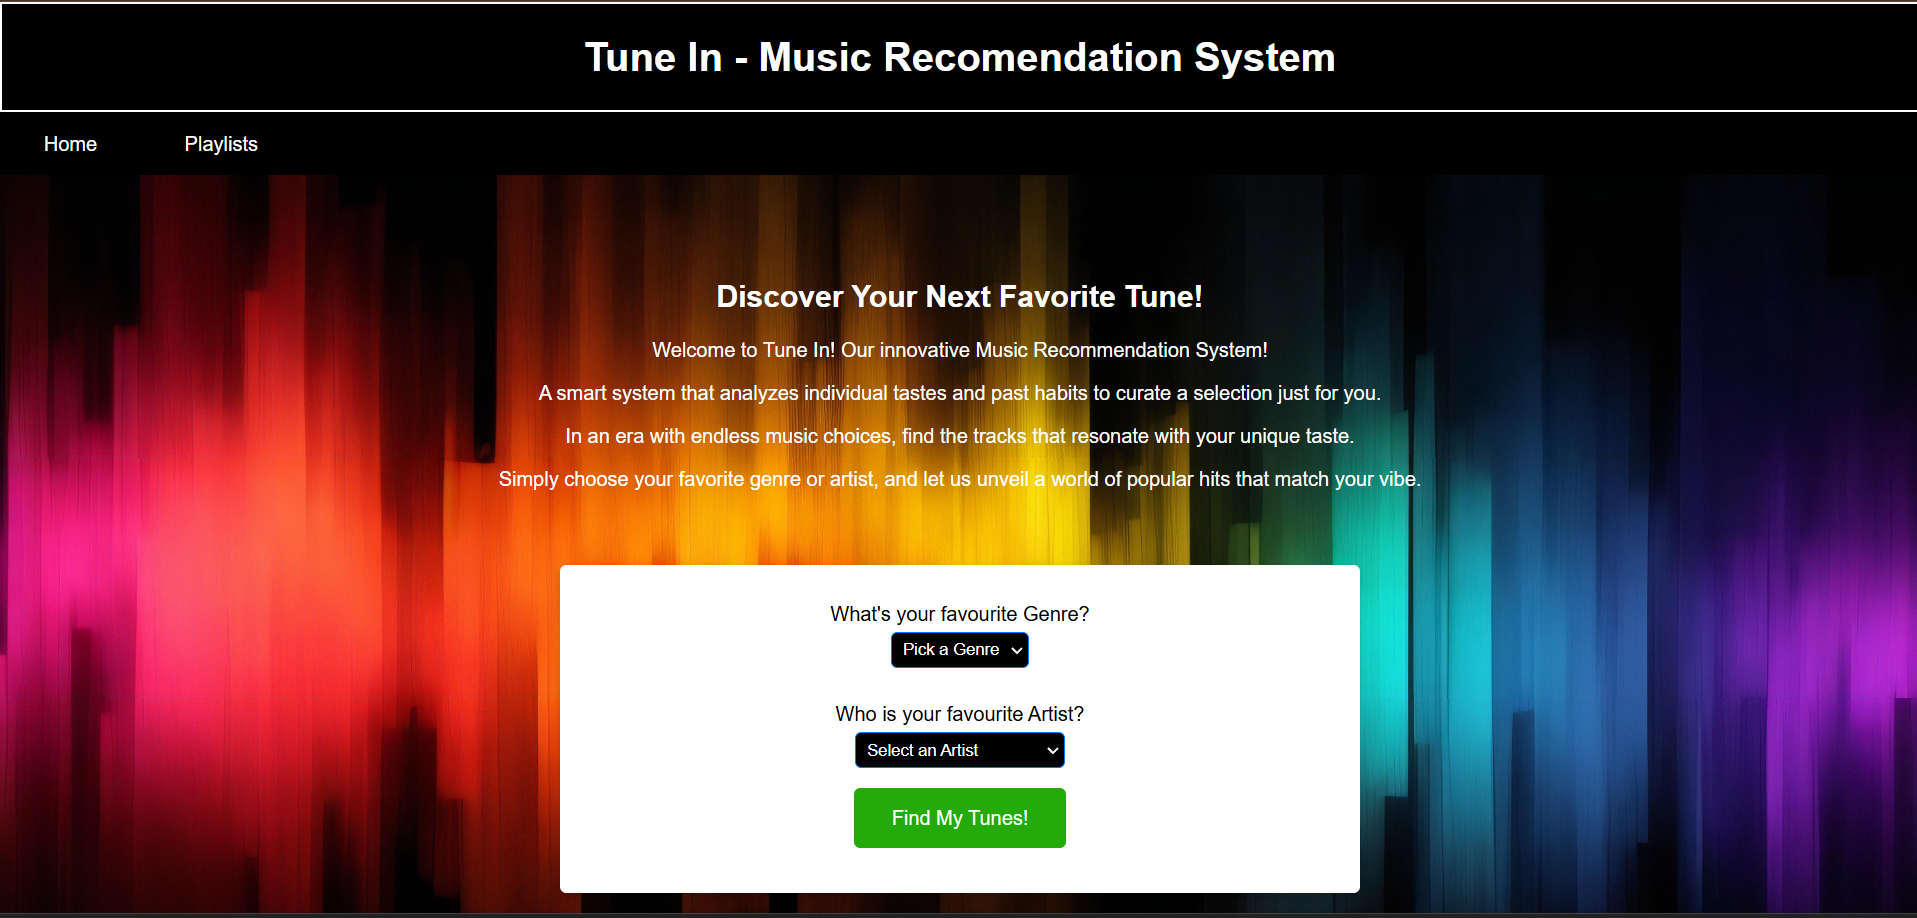 Tune In - Music Recomendation System
Home
Playlists
Discover Your Next Favorite Tune!
Welcome to Tune In! Our innovative Music Recommendation System!
A smart system that analyzes individual tastes and past habits to curate a selection just for you.
In an era with endless music choices, find the tracks that resonate with your unique taste.
Simply choose your favorite genre or artist, and let us unveil a world of popular hits that match your vibe.
What's your favourite Genre?
Pick a Genre
Who is your favourite Artist?
Select an Artist
Find My Tunes!